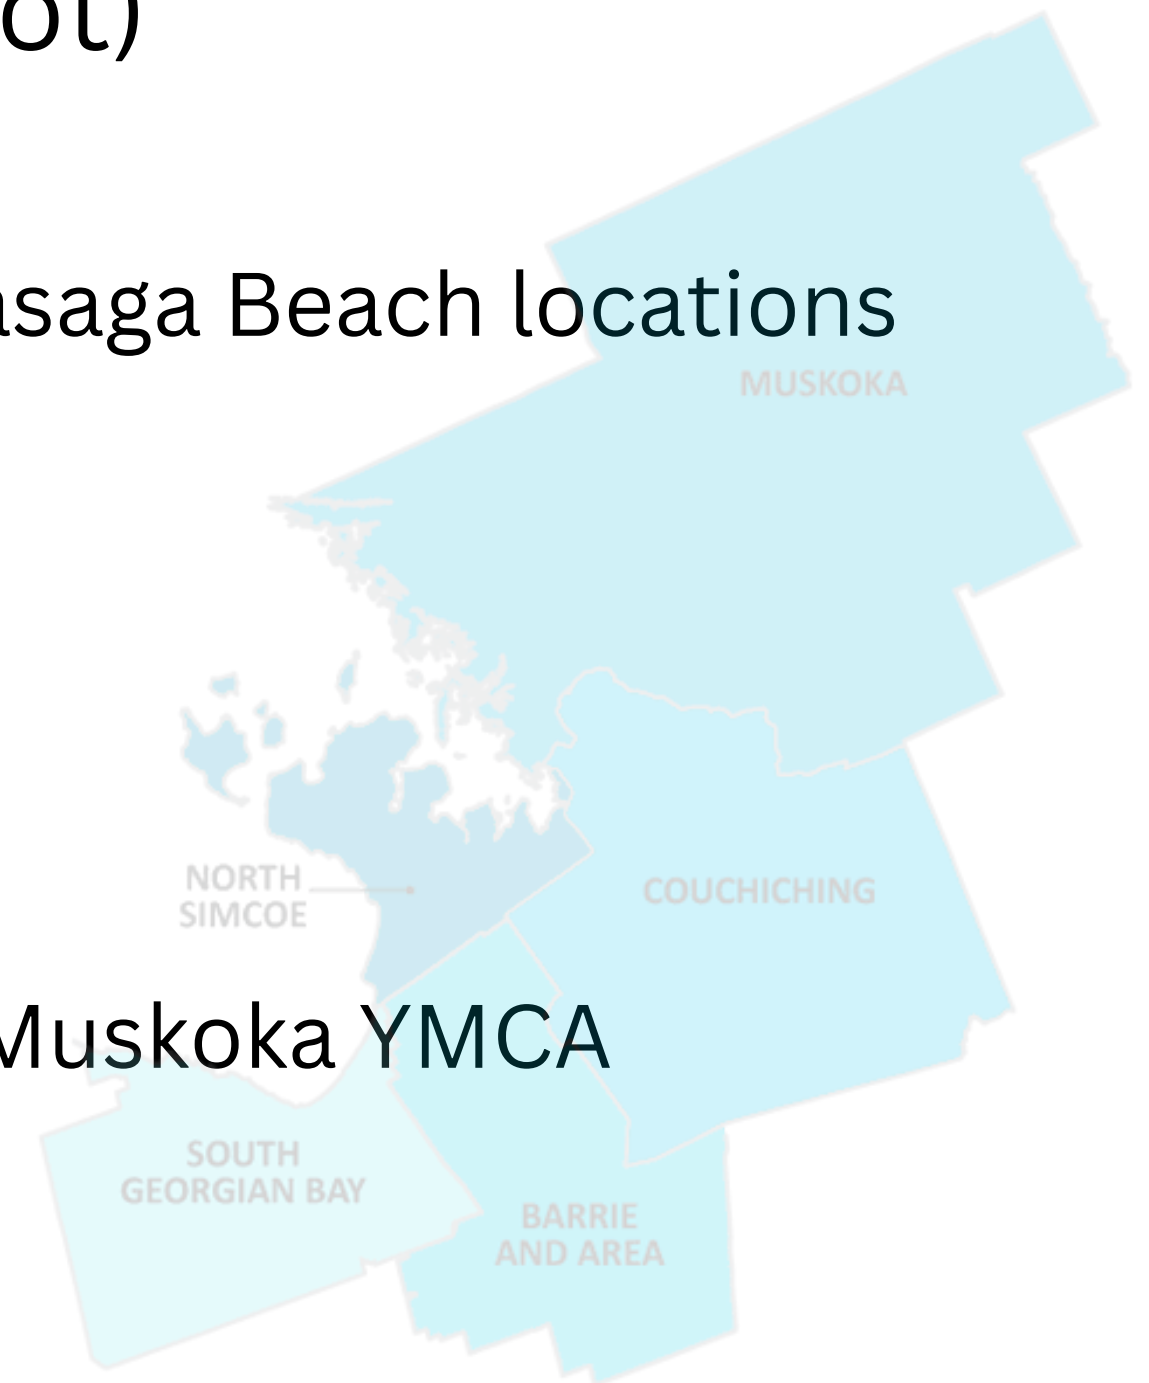 ot)
asaga Beach locations
MUSKOKA
NORTH
SIMCOE
COUCHICHING
Muskoka YMCA
SOUTH
GEORGIAN BAY
BARRIE
AND AREA